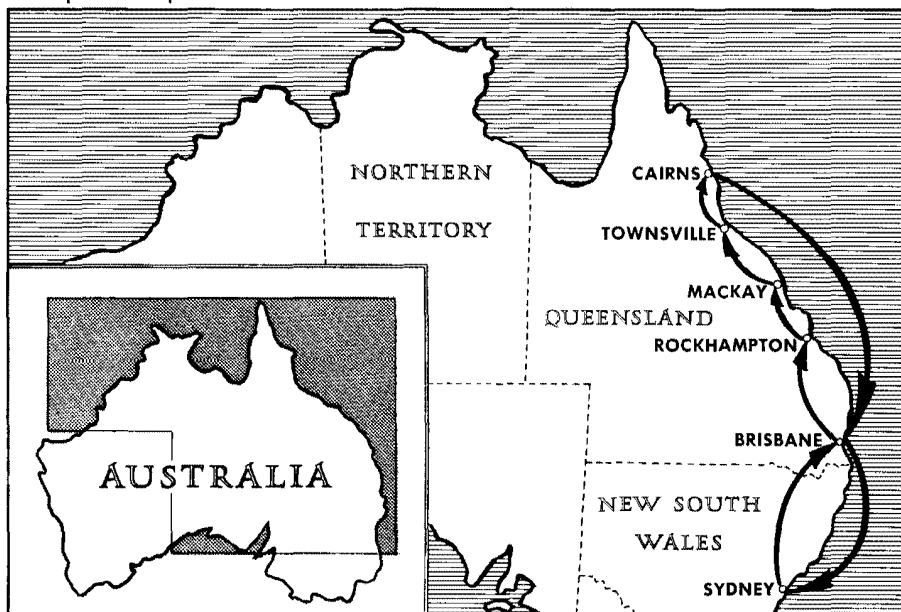 NORTHERN
TERRITORY
CAIRNS
TOWNSVILLE
MACKAY
QUEENSLAND
ROCKHAMPTON
BRISBANE
NEW SOUTH
WALES
SYDNEY
AUSTRALIA